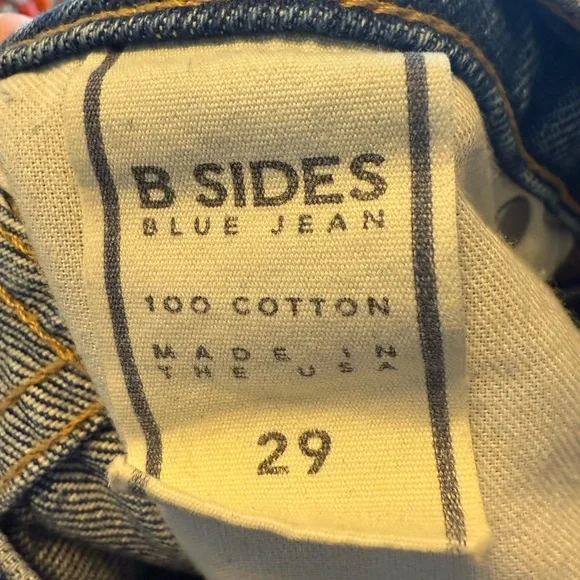 B SIDES
BLUE JEAN
100 COTTON
MADE IN
THE USA
29